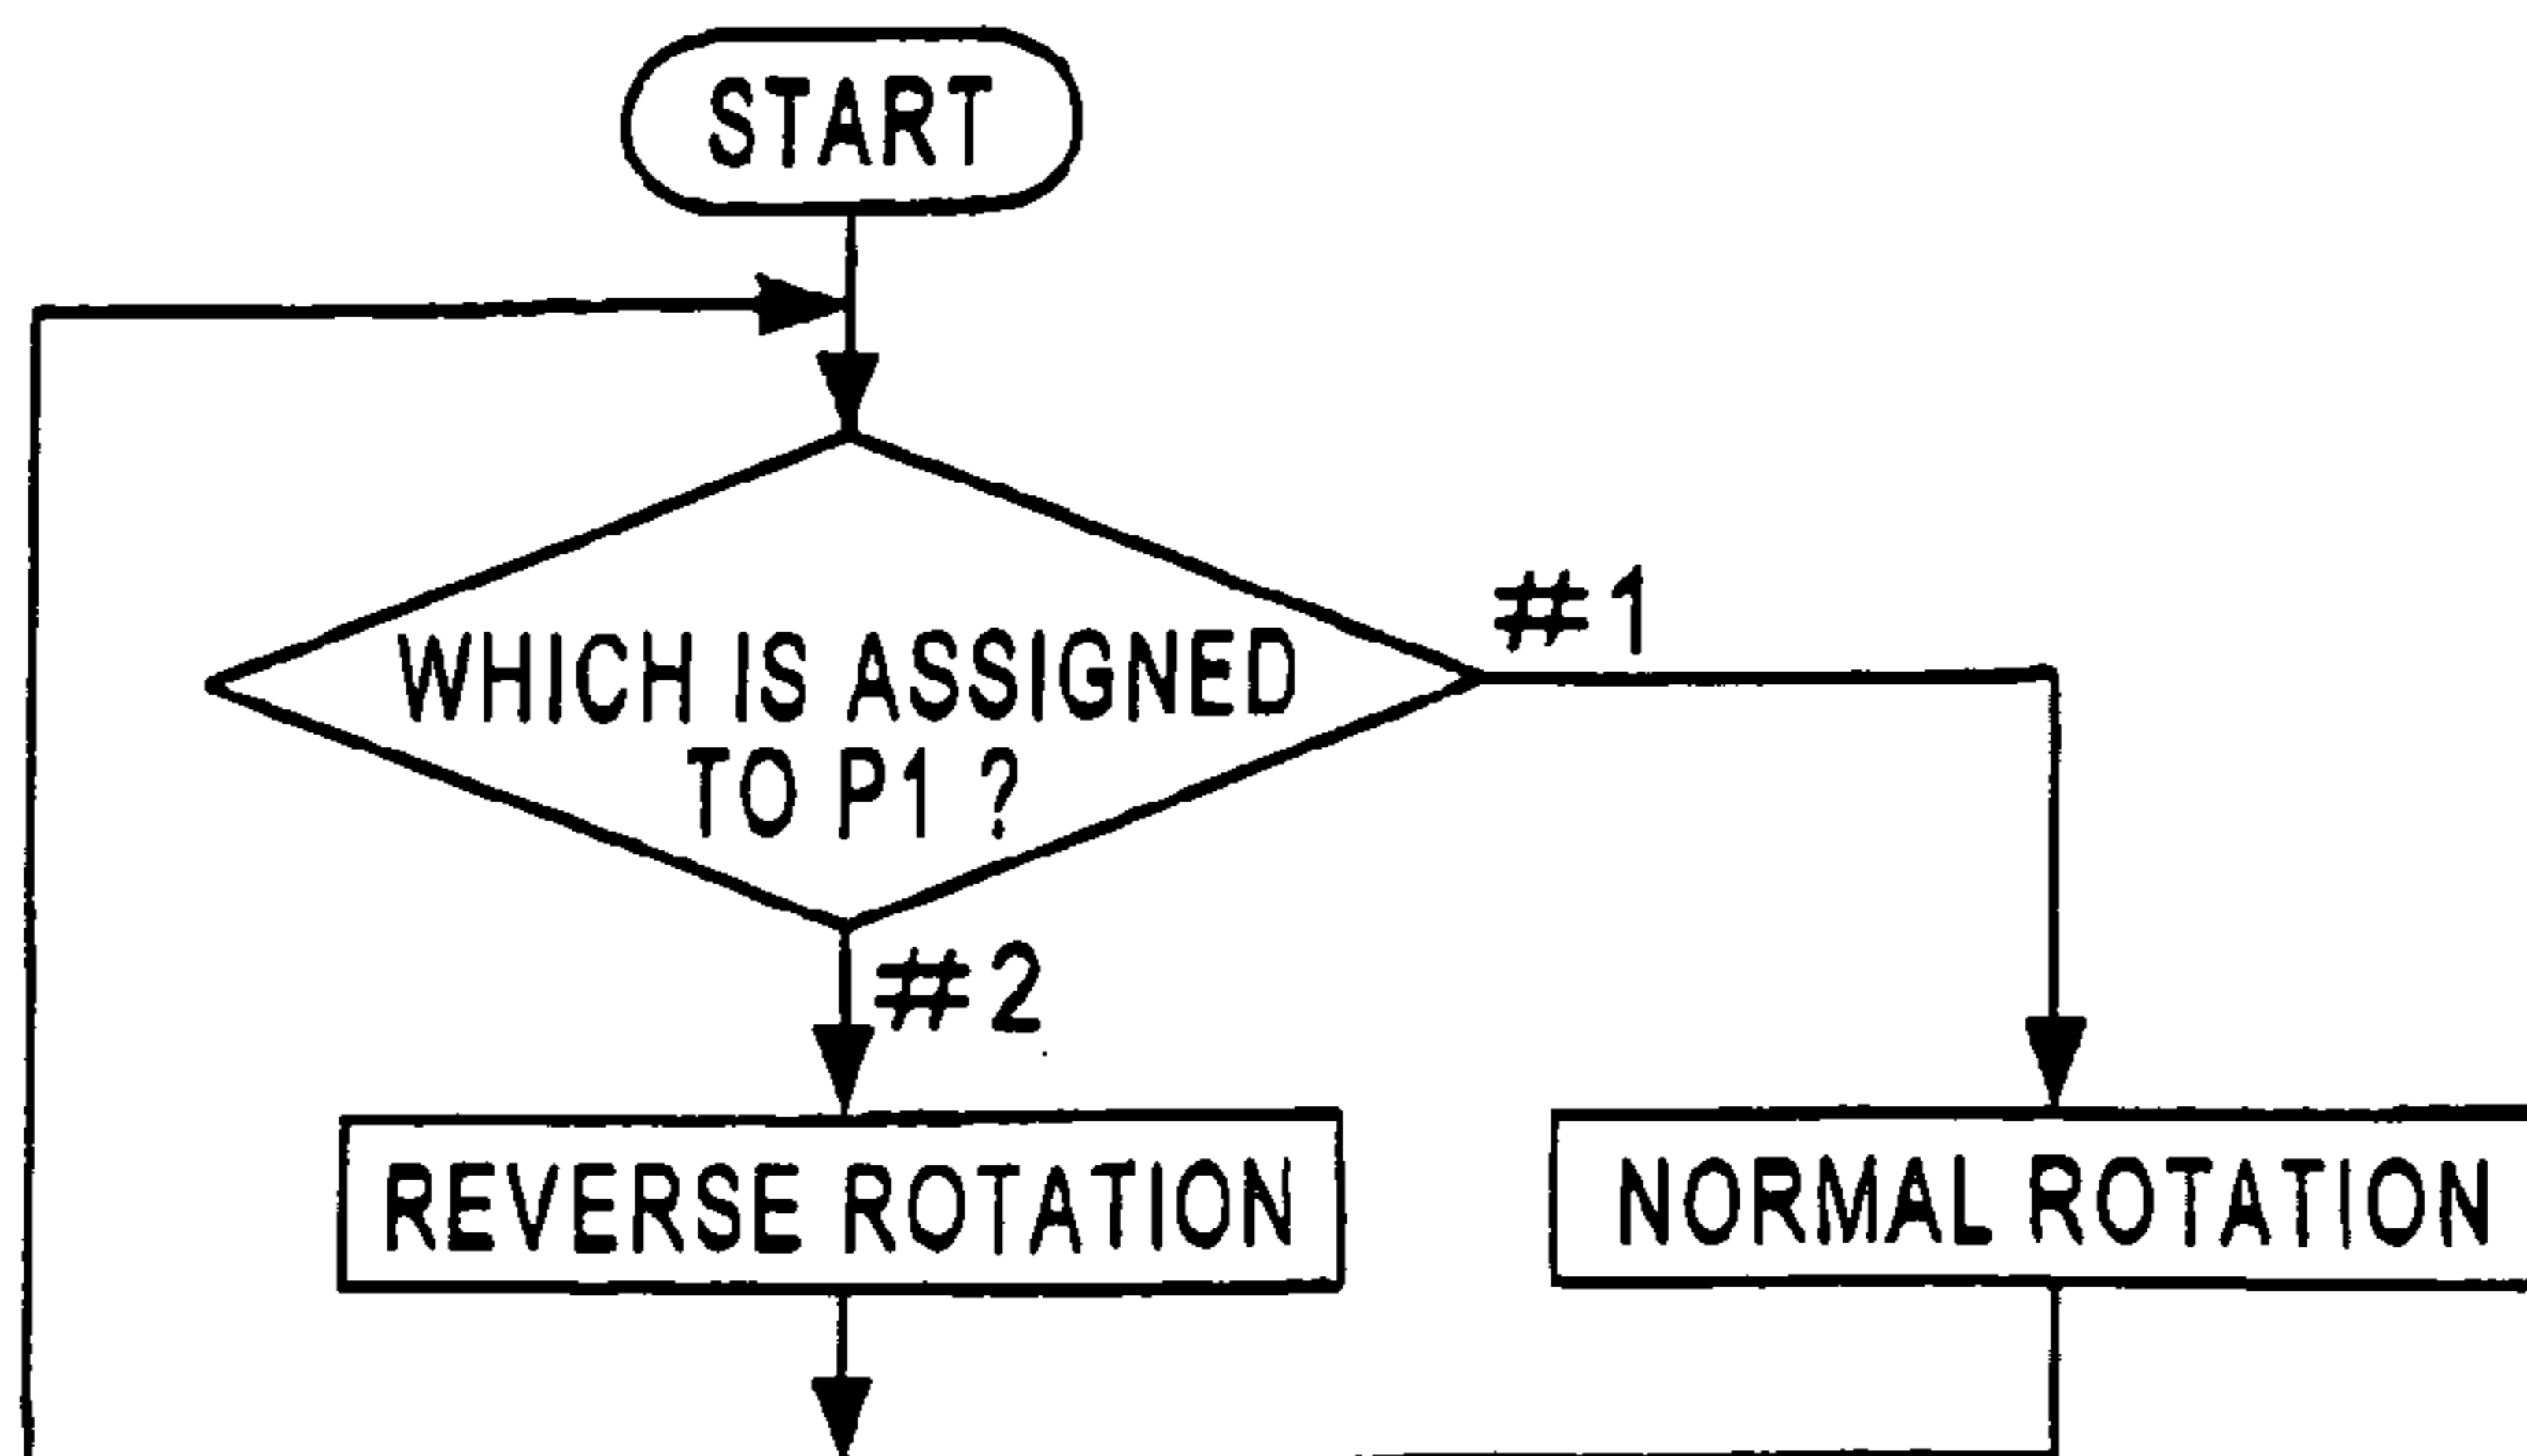 START
#1
WHICH IS ASSIGNED
TO P1 ?
#2
REVERSE ROTATION
NORMAL ROTATION